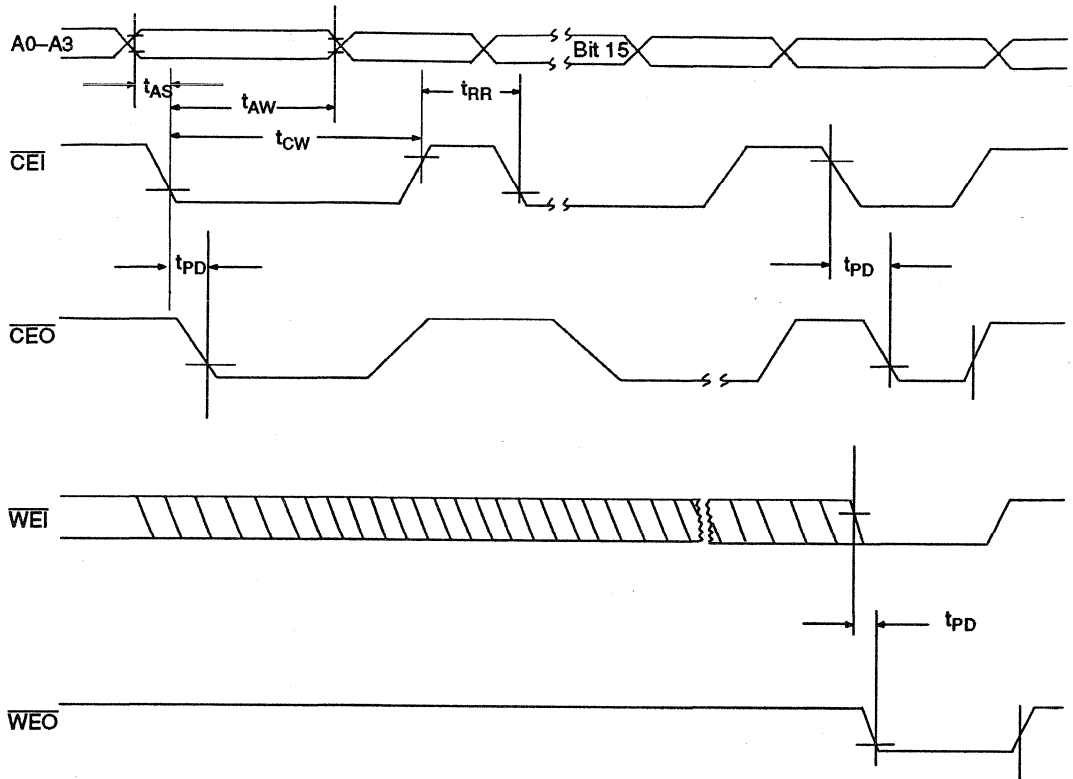 A0–A3
Bit 15
tAS
tAW
tRR
tCW
CEI
tPD
tPD
CEO
WEI
tPD
WEO